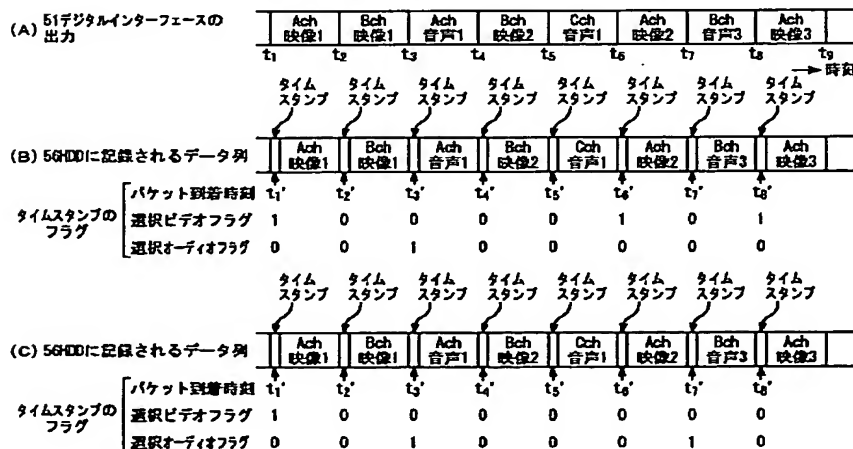 (A) 51デジタルインターフェースの
出力
Ach Bch Ach Bch Cch Ach Bch Ach
映像1 映像1 音声1 映像2 音声1 映像2 音声3 映像3
t1 t2 t3 t4 t5 t6 t7 t8 t9
時刻
タイム タイム タイム タイム タイム タイム タイム タイム
スタンプ スタンプ スタンプ スタンプ スタンプ スタンプ スタンプ スタンプ
(B) 56HDDに記録されるデータ列
Ach Bch Ach Bch Cch Ach Bch Ach
映像1 映像1 音声1 映像2 音声1 映像2 音声3 映像3
パケット到着時刻 t1' t2' t3' t4' t5' t6' t7' t8'
タイムスタンプの
フラグ
選択ビデオフラグ 1 0 0 0 0 1 0 1
選択オーディオフラグ 0 0 1 0 0 0 0 0
タイム タイム タイム タイム タイム タイム タイム タイム
スタンプ スタンプ スタンプ スタンプ スタンプ スタンプ スタンプ スタンプ
(C) 56HDDに記録されるデータ列
Ach Bch Ach Bch Cch Ach Bch Ach
映像1 映像1 音声1 映像2 音声1 映像2 音声3 映像3
パケット到着時刻 t1' t2' t3' t4' t5' t6' t7' t8'
タイムスタンプの
フラグ
選択ビデオフラグ 1 0 0 0 0 0 0 0
選択オーディオフラグ 0 0 1 0 0 0 1 0